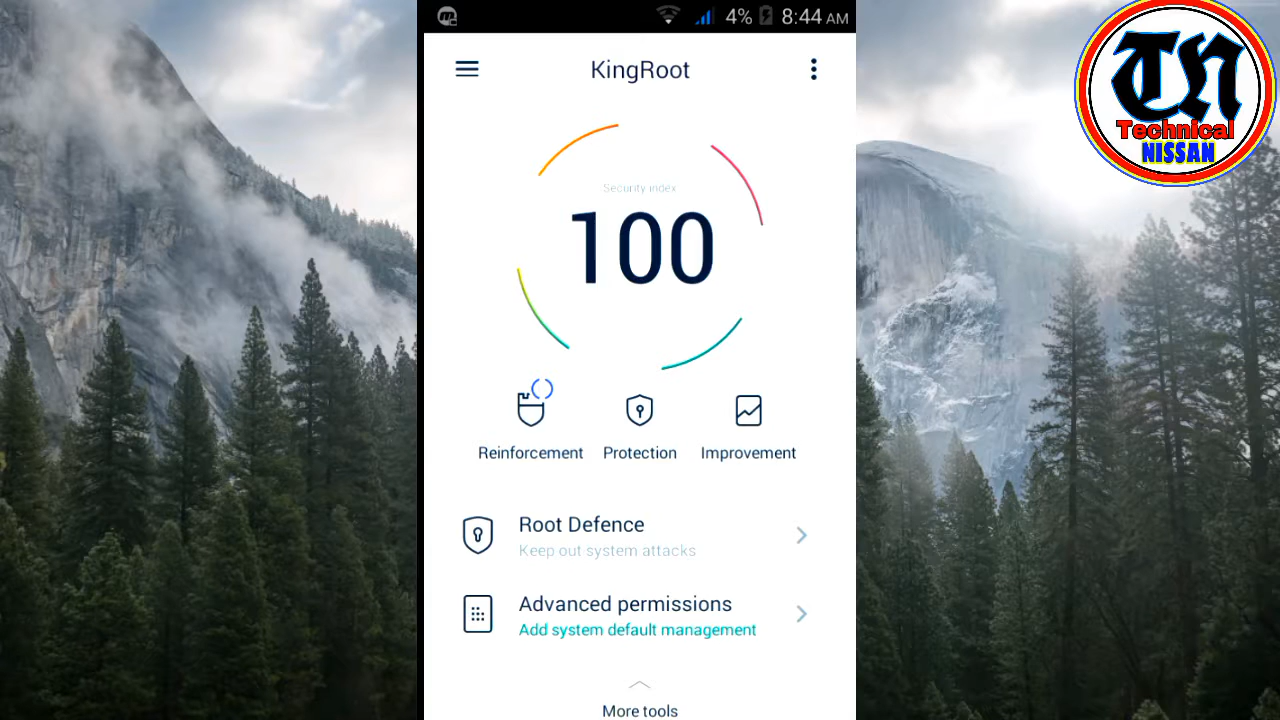 4% 8:44 AM
KingRoot
Security index
100
Reinforcement Protection Improvement
Root Defence
Keep out system attacks
Advanced permissions
Add system default management
More tools
TN
Technical
NISSAN